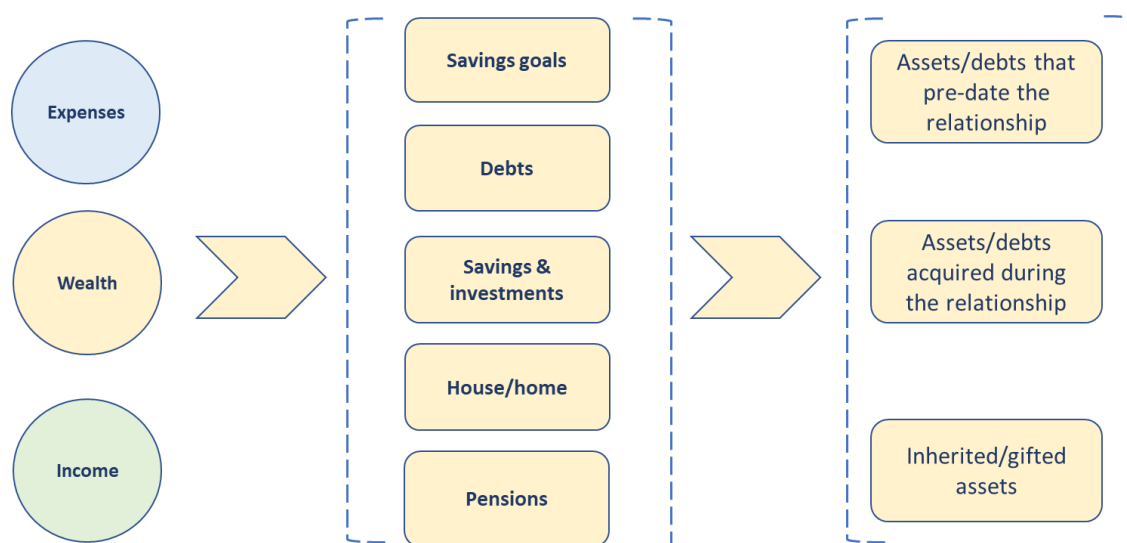 Expenses
Wealth
Income
Savings goals
Debts
Savings &
investments
House/home
Pensions
Assets/debts that
pre-date the
relationship
Assets/debts
acquired during
the relationship
Inherited/gifted
assets